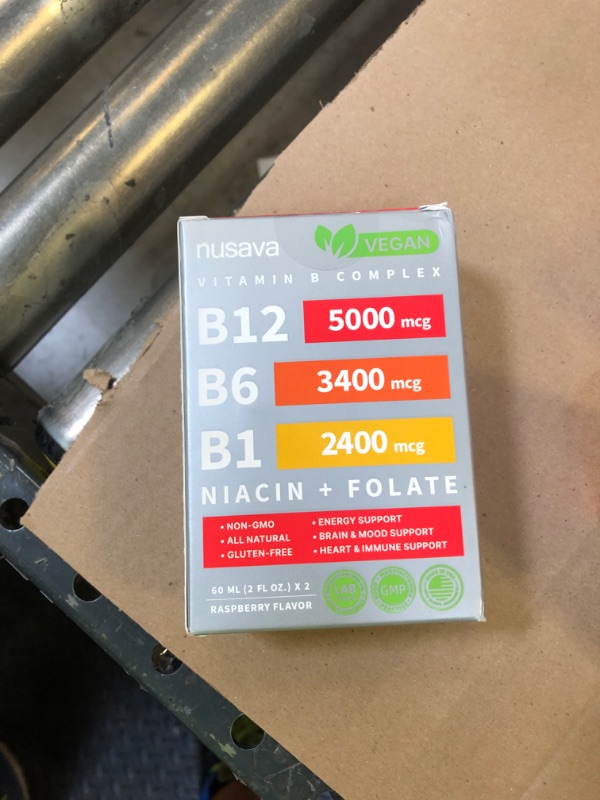 nusava
VEGAN
VITAMIN B COMPLEX
B12 5000 mcg
B6 3400 mcg
B1 2400 mcg
NIACIN + FOLATE
• NON-GMO
• ALL NATURAL
• GLUTEN-FREE
• ENERGY SUPPORT
• BRAIN & MOOD SUPPORT
• HEART & IMMUNE SUPPORT
60 ML (2 FL OZ.) X 2
RASPBERRY FLAVOR
LAB
GMP